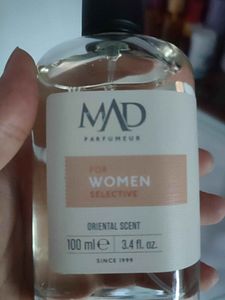 MAD
PARFUMEUR
FOR
WOMEN
SELECTIVE
ORIENTAL SCENT
100 ml ℮ 3.4 fl. oz.
SINCE 1999